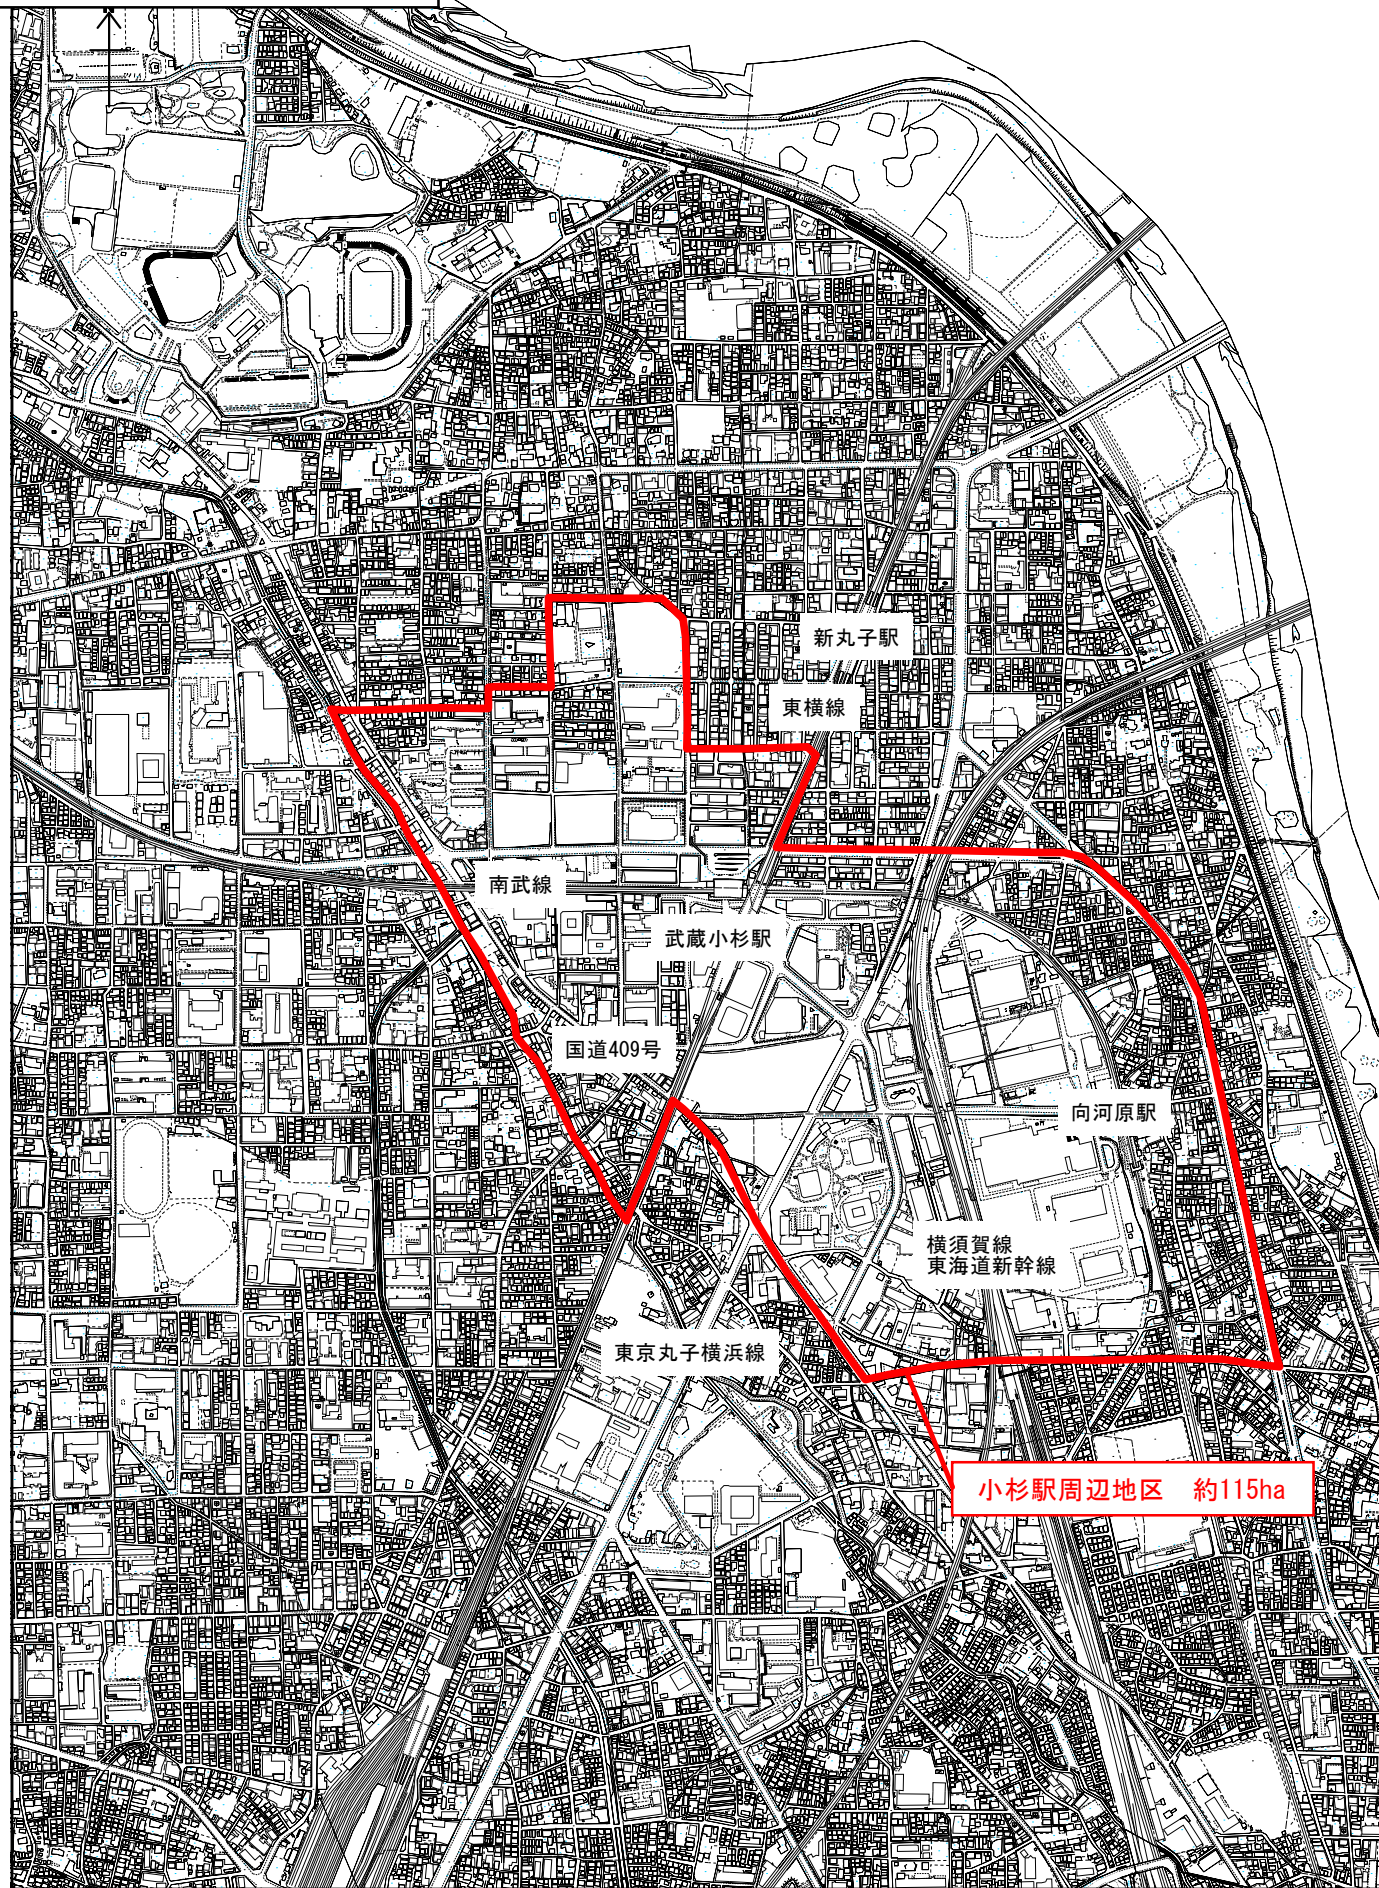 新丸子駅
東横線
南武線
武蔵小杉駅
国道409号
向河原駅
横須賀線
東海道新幹線
東京丸子横浜線
小杉駅周辺地区 約115ha